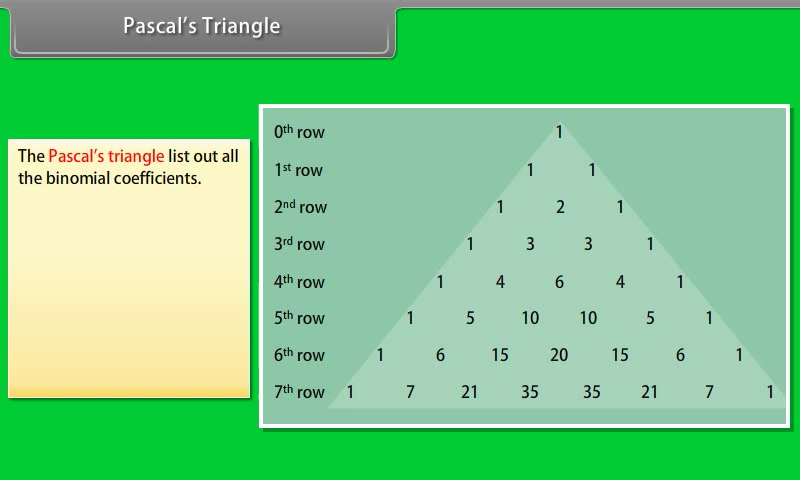 Pascal's Triangle
The Pascal's triangle list out all
the binomial coefficients.
0th row 1
1st row 1 1
2nd row 1 2 1
3rd row 1 3 3 1
4th row 1 4 6 4 1
5th row 1 5 10 10 5 1
6th row 1 6 15 20 15 6 1
7th row 1 7 21 35 35 21 7 1